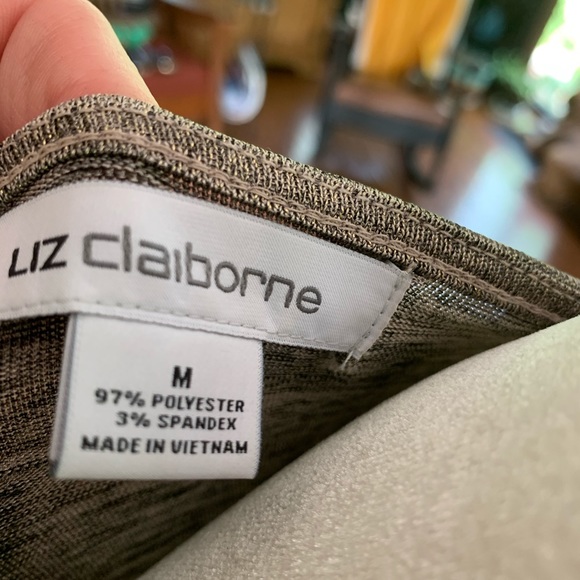 LIZ claiborne
M
97% POLYESTER
3% SPANDEX
MADE IN VIETNAM